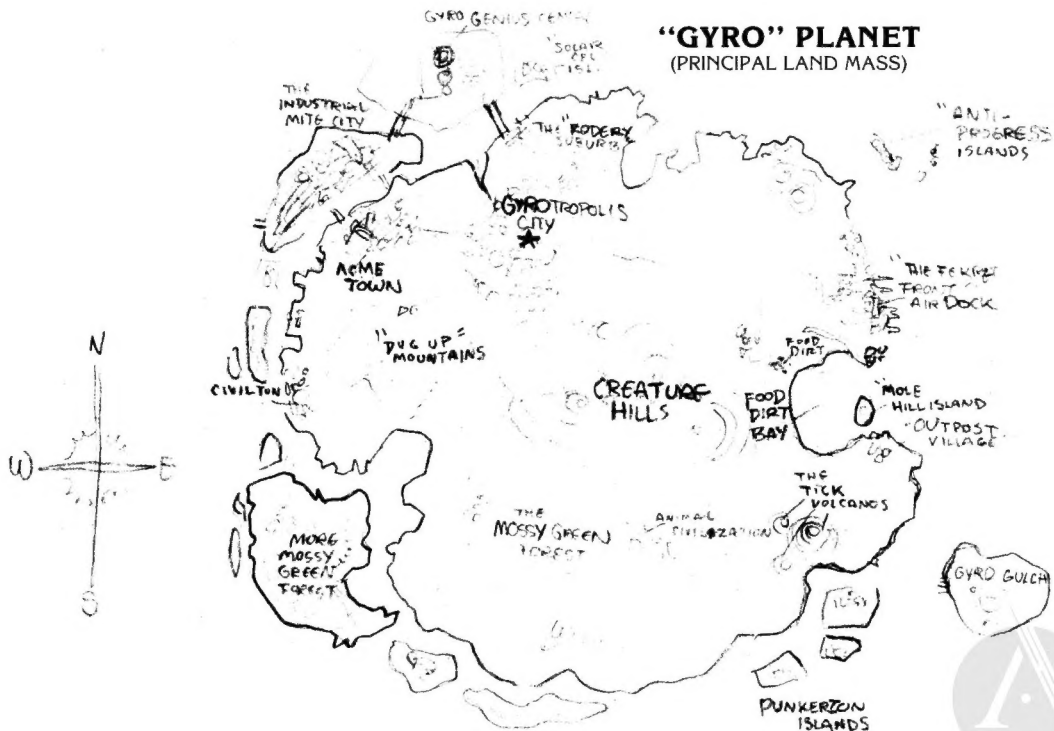 "GYRO" PLANET
(PRINCIPAL LAND MASS)
GYRO GENIUS CENTER
"SOLAR
CEL
THE
INDUSTRIAL
MITE CITY
THE "RODERY
SUBURB
"ANTI-
PROGRESS
ISLANDS
GYROTROPOLIS
CITY
ACME
TOWN
"DUG UP"
MOUNTAINS
"THE
FRONT
AIR DOCK
FOOD
DIRT
CIVILTON
CREATURE
HILLS
FOOD
DIRT
BAY
"MOLE
HILL ISLAND
OUTPOST
VILLAGE"
N
W
E
S
THE
TICK
VOLCANOS
THE
MOSSY GREEN
FOREST
ANIMAL
CIVILIZATION
MORE
MOSSY
GREEN
FOREST
GYRO GULCH
PUNKERTON
ISLANDS